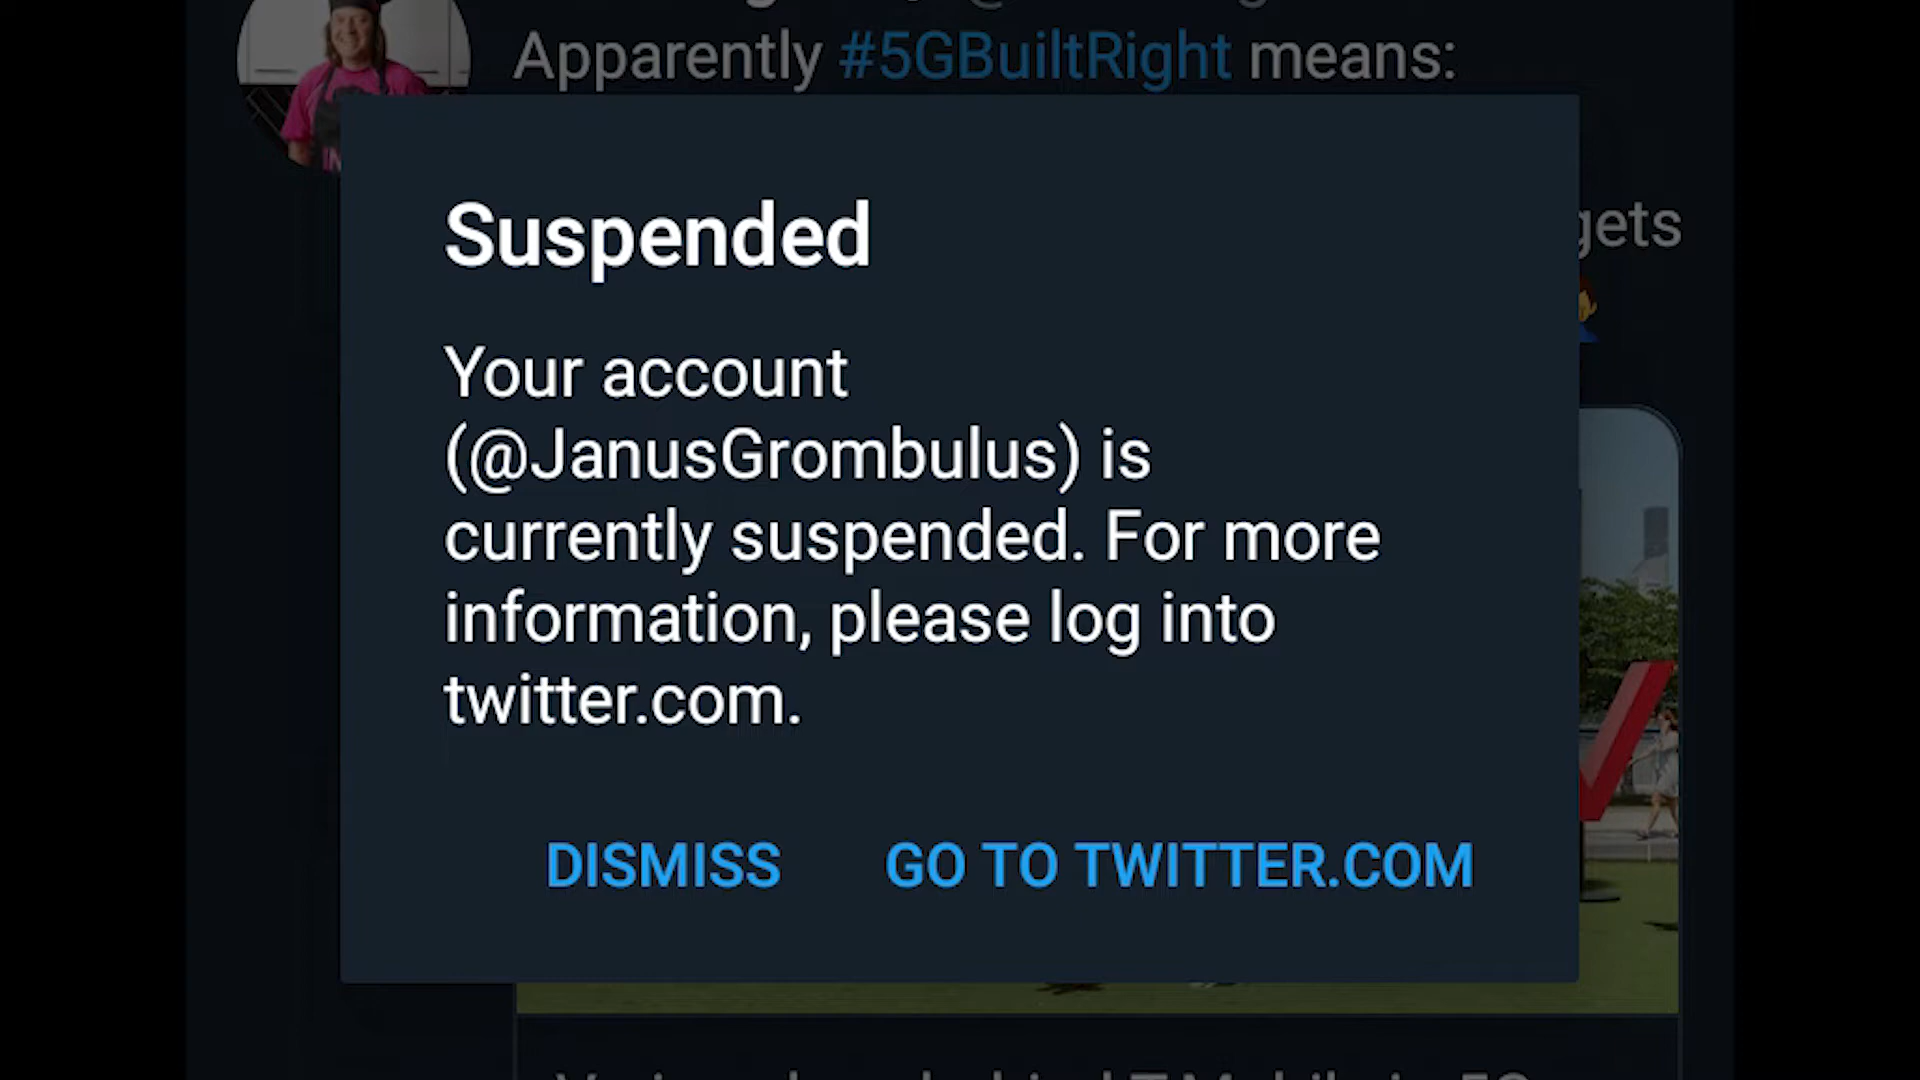 Apparently #5GBuiltRight means:
gets
Suspended
Your account
(@JanusGrombulus) is
currently suspended. For more
information, please log into
twitter.com.
DISMISS GO TO TWITTER.COM